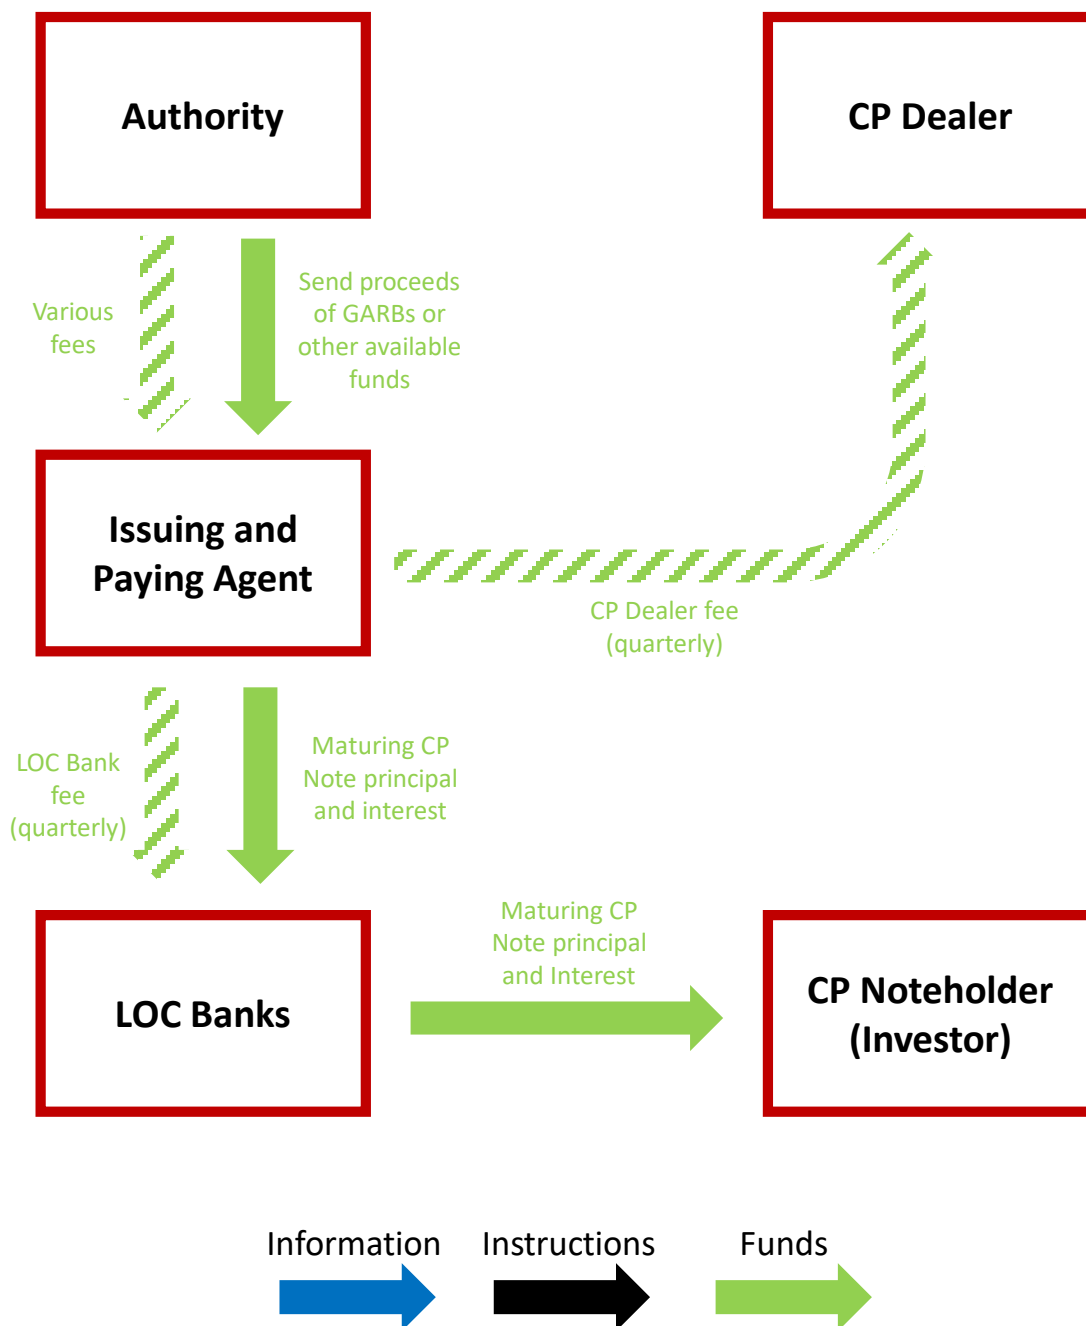 Authority
CP Dealer
Various
fees
Send proceeds
of GARBs or
other available
funds
Issuing and
Paying Agent
CP Dealer fee
(quarterly)
LOC Bank
fee
(quarterly)
Maturing CP
Note principal
and interest
LOC Banks
Maturing CP
Note principal
and Interest
CP Noteholder
(Investor)
Information
Instructions
Funds